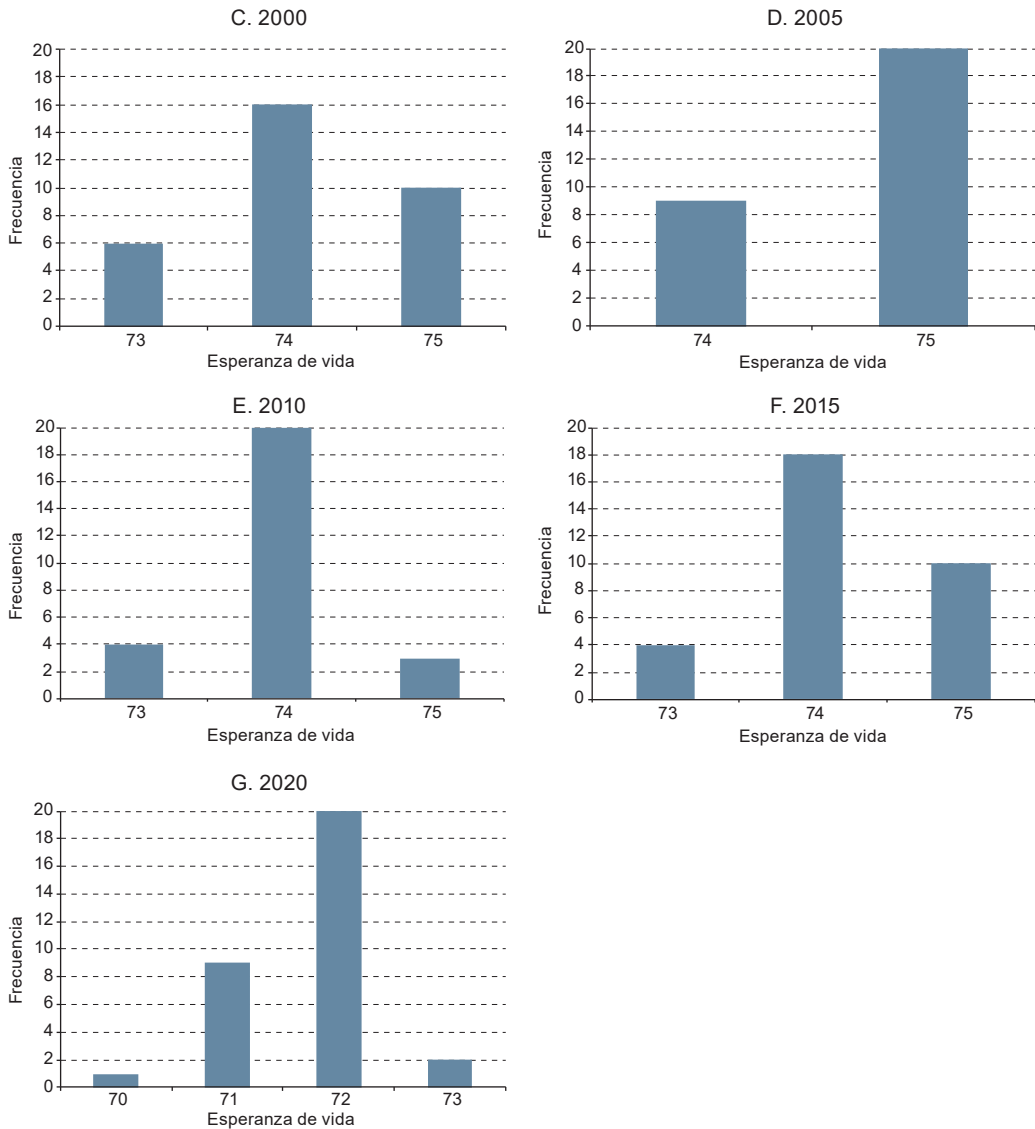 C. 2000
20
18
16
14
12
10
8
6
4
2
0
Frecuencia
73 74 75
Esperanza de vida
D. 2005
20
18
16
14
12
10
8
6
4
2
0
Frecuencia
74 75
Esperanza de vida
E. 2010
20
18
16
14
12
10
8
6
4
2
0
Frecuencia
73 74 75
Esperanza de vida
F. 2015
20
18
16
14
12
10
8
6
4
2
0
Frecuencia
73 74 75
Esperanza de vida
G. 2020
20
18
16
14
12
10
8
6
4
2
0
Frecuencia
70 71 72 73
Esperanza de vida